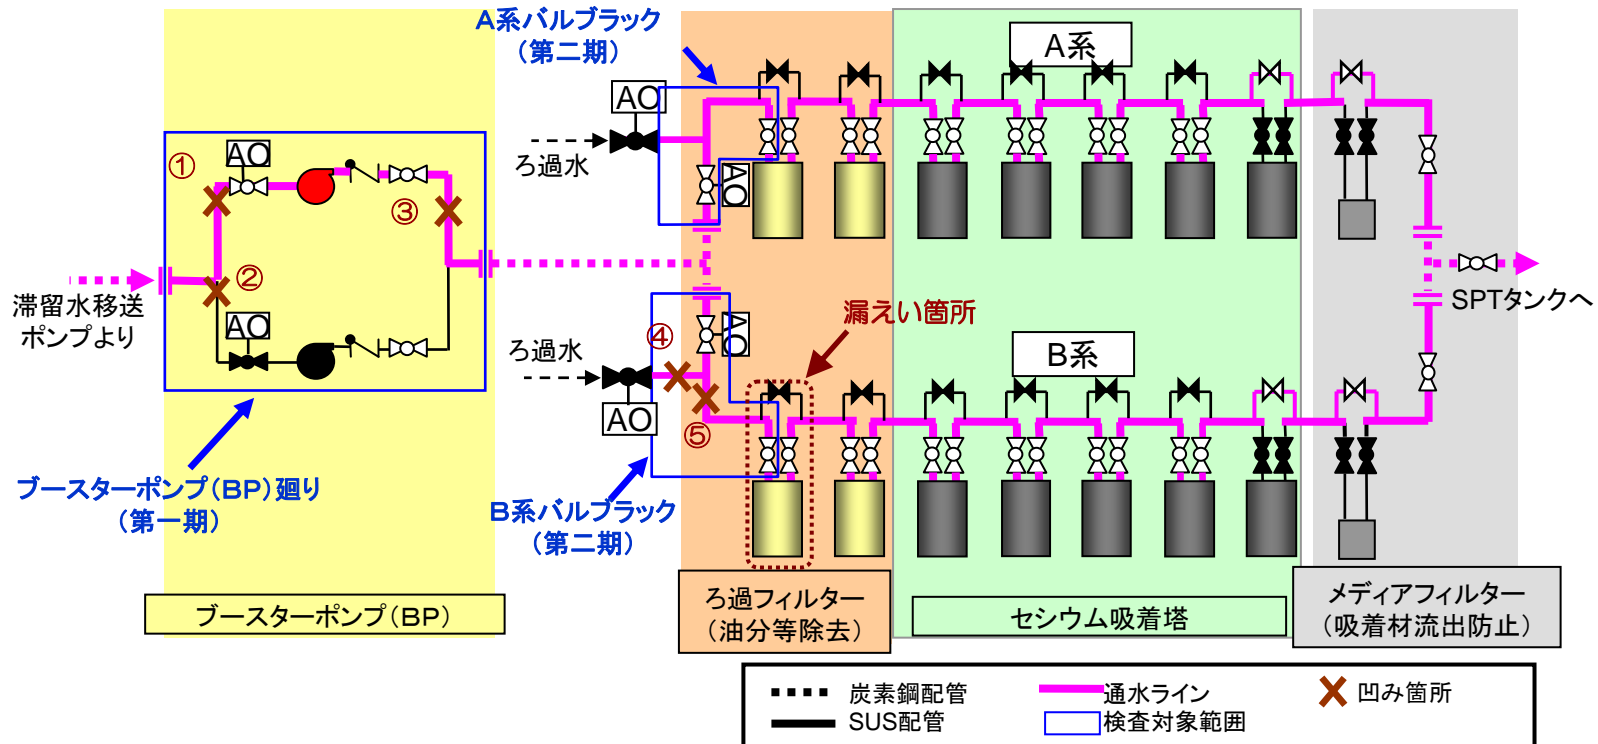 A系バルブラック
（第二期）
A系
AO
ろ過水
①
AO
③
AO
②
滞留水移送
ポンプより
AO
SPTタンクへ
漏えい箇所
④
AO
ろ過水
B系
AO
⑤
ブースターポンプ（BP）廻り
（第一期）
B系バルブラック
（第二期）
ブースターポンプ（BP）
ろ過フィルター
（油分等除去）
セシウム吸着塔
メディアフィルター
（吸着材流出防止）
炭素鋼配管
通水ライン
凹み箇所
SUS配管
検査対象範囲